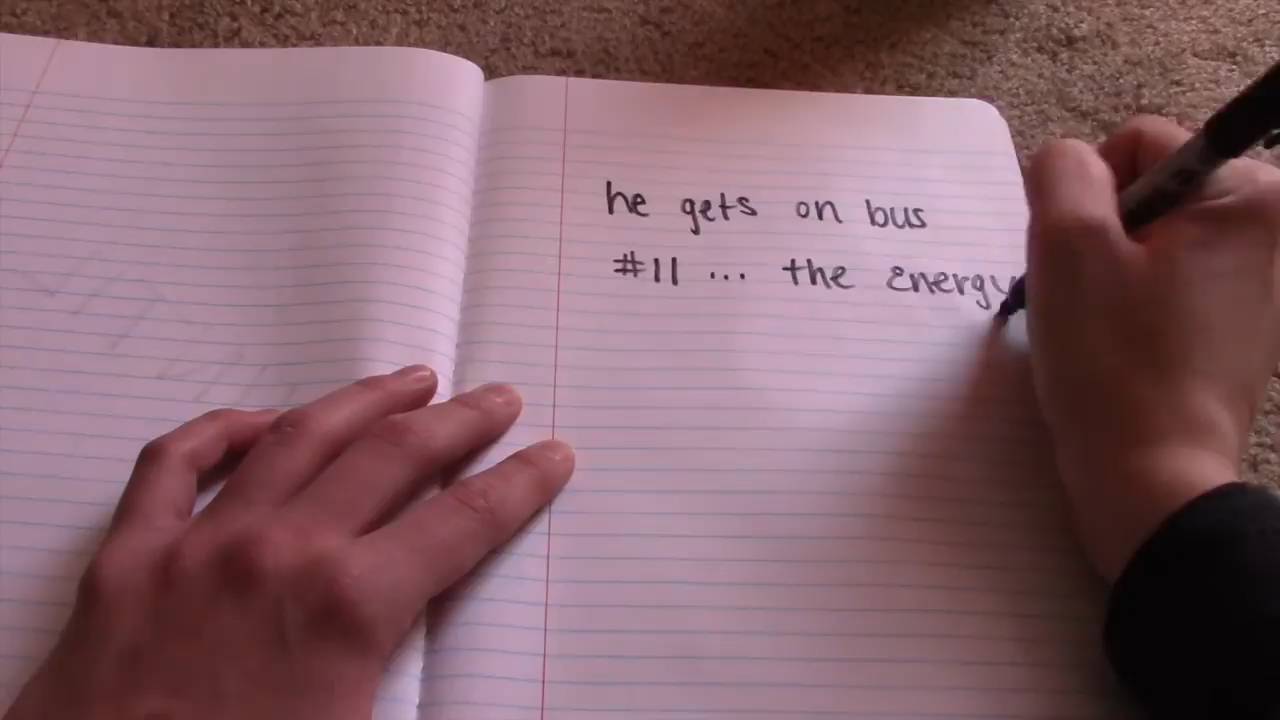 he gets on bus
#11 ... the energy